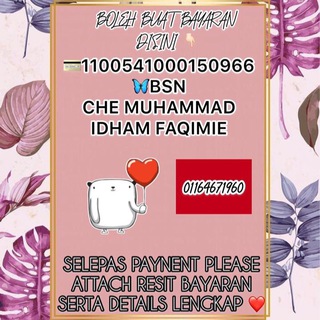 BOLEH BUAT BAYARAN
DISINI 👇🏻
💳1100541000150966
🦋BSN
CHE MUHAMMAD
IDHAM FAQIMIE
01164671960
SELEPAS PAYNENT PLEASE
ATTACH RESIT BAYARAN
SERTA DETAILS LENGKAP ❤️